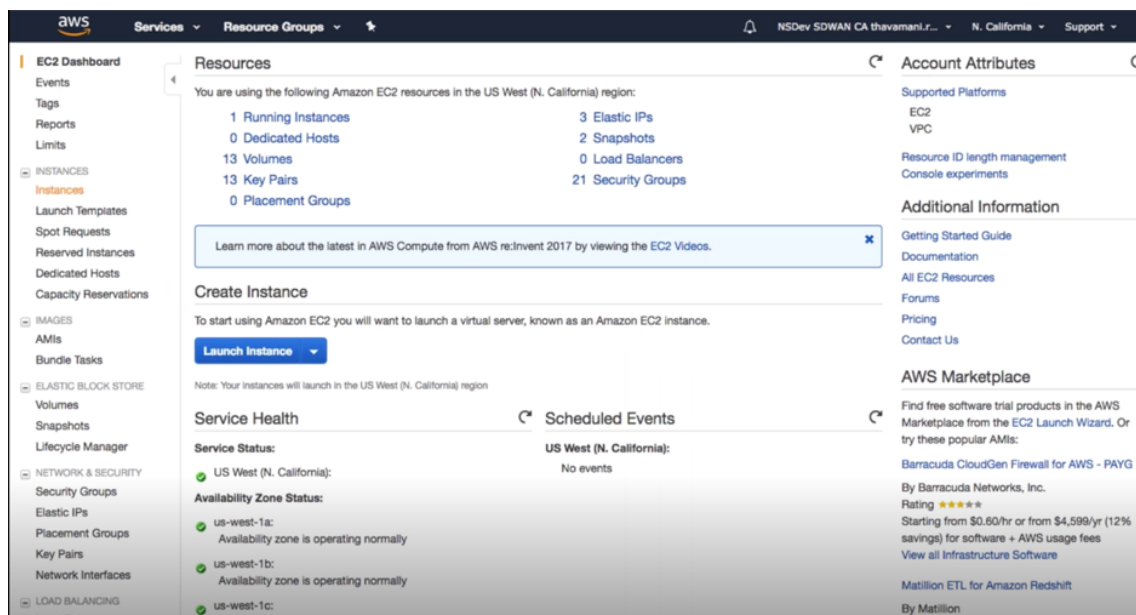 aws
Services
Resource Groups
NSDev SDWAN CA thavamani.r...
N. California
Support
EC2 Dashboard
Events
Tags
Reports
Limits
INSTANCES
Instances
Launch Templates
Spot Requests
Reserved Instances
Dedicated Hosts
Capacity Reservations
IMAGES
AMIs
Bundle Tasks
ELASTIC BLOCK STORE
Volumes
Snapshots
Lifecycle Manager
NETWORK & SECURITY
Security Groups
Elastic IPs
Placement Groups
Key Pairs
Network Interfaces
LOAD BALANCING
Resources
You are using the following Amazon EC2 resources in the US West (N. California) region:
1 Running Instances
0 Dedicated Hosts
13 Volumes
13 Key Pairs
0 Placement Groups
3 Elastic IPs
2 Snapshots
0 Load Balancers
21 Security Groups
Learn more about the latest in AWS Compute from AWS re:Invent 2017 by viewing the EC2 Videos.
Create Instance
To start using Amazon EC2 you will want to launch a virtual server, known as an Amazon EC2 instance.
Launch Instance
Note: Your instances will launch in the US West (N. California) region
Service Health
Service Status:
US West (N. California):
Availability Zone Status:
us-west-1a:
Availability zone is operating normally
us-west-1b:
Availability zone is operating normally
us-west-1c:
Scheduled Events
US West (N. California):
No events
Account Attributes
Supported Platforms
EC2
VPC
Resource ID length management
Console experiments
Additional Information
Getting Started Guide
Documentation
All EC2 Resources
Forums
Pricing
Contact Us
AWS Marketplace
Find free software trial products in the AWS
Marketplace from the EC2 Launch Wizard. Or
try these popular AMIs:
Barracuda CloudGen Firewall for AWS - PAYG
By Barracuda Networks, Inc.
Rating
Starting from $0.60/hr or from $4,599/yr (12%
savings) for software + AWS usage fees
View all Infrastructure Software
Matillion ETL for Amazon Redshift
By Matillion